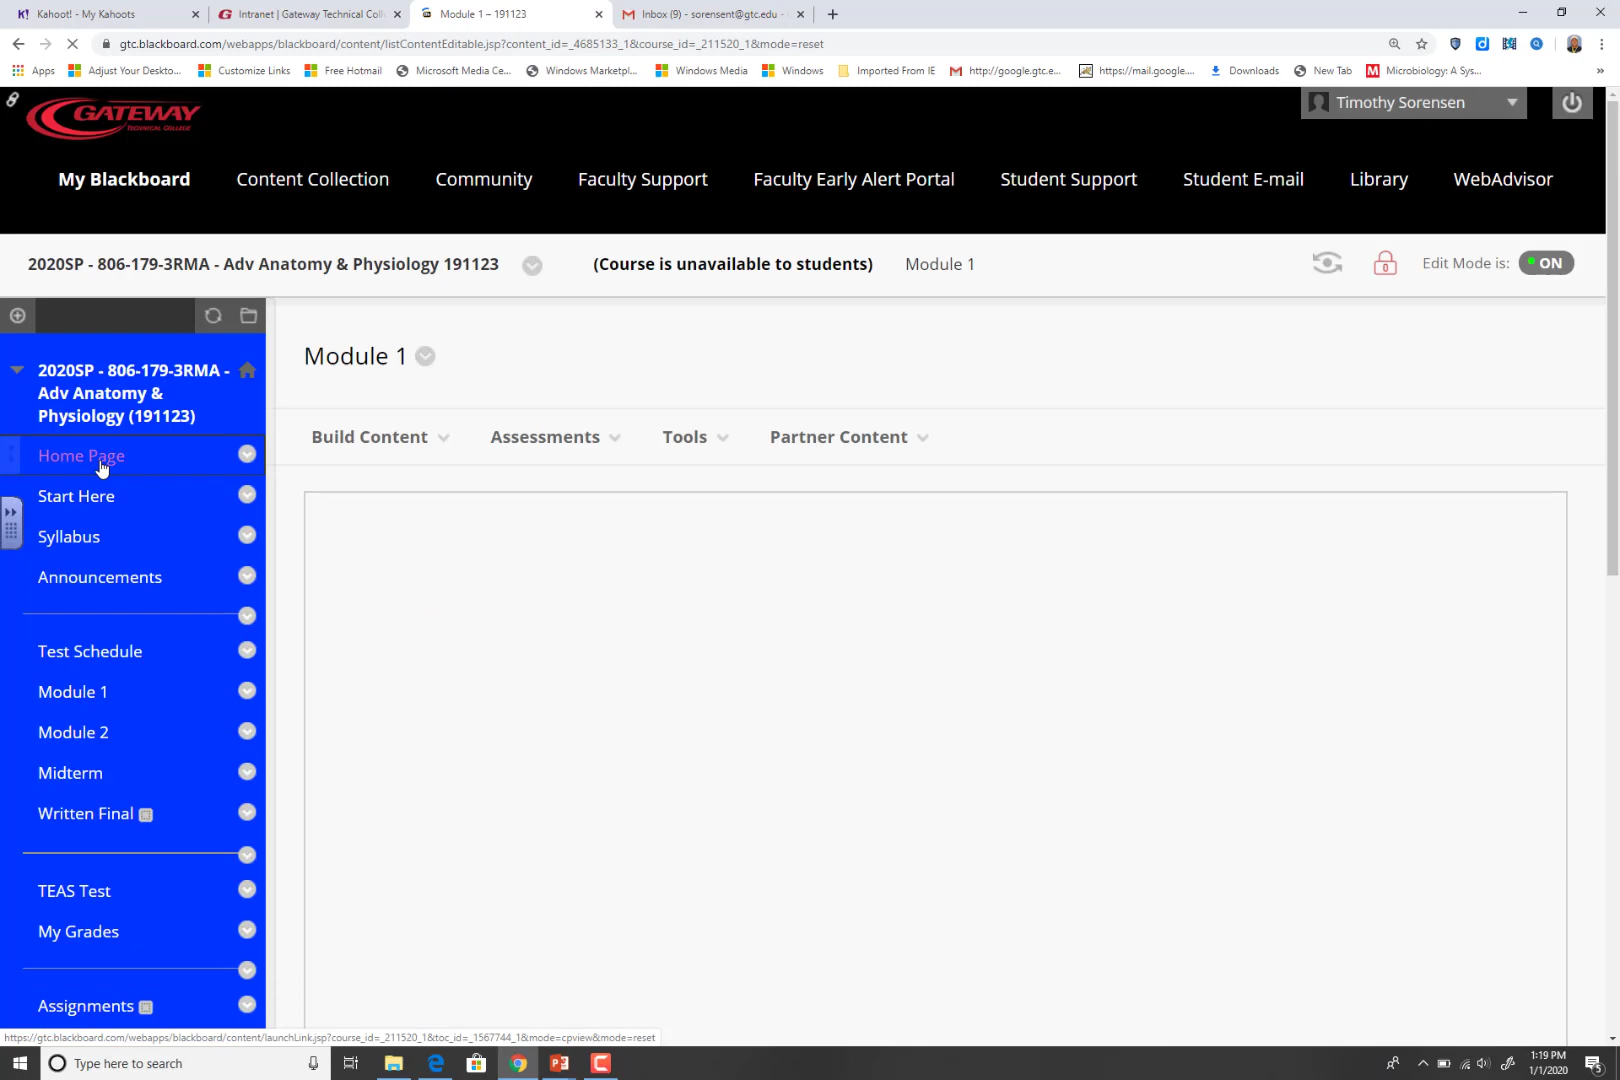 Kahoot! - My Kahoots
Intranet | Gateway Technical Coll
Module 1 – 191123
Inbox (9) - sorensent@gtc.edu -
gtc.blackboard.com/webapps/blackboard/content/listContentEditable.jsp?content_id=_4685133_1&course_id=_211520_1&mode=reset
Apps
Adjust Your Deskto...
Customize Links
Free Hotmail
Microsoft Media Ce...
Windows Marketpl...
Windows Media
Windows
Imported From IE
http://google.gtc.e...
https://mail.google....
Downloads
New Tab
Microbiology: A Sys...
GATEWAY
TECHNICAL COLLEGE
Timothy Sorensen
My Blackboard
Content Collection
Community
Faculty Support
Faculty Early Alert Portal
Student Support
Student E-mail
Library
WebAdvisor
2020SP - 806-179-3RMA - Adv Anatomy & Physiology 191123
(Course is unavailable to students)
Module 1
Edit Mode is:
ON
2020SP - 806-179-3RMA -
Adv Anatomy &
Physiology (191123)
Home Page
Start Here
Syllabus
Announcements
Test Schedule
Module 1
Module 2
Midterm
Written Final
TEAS Test
My Grades
Assignments
Module 1
Build Content
Assessments
Tools
Partner Content
https://gtc.blackboard.com/webapps/blackboard/content/launchLink.jsp?course_id=_211520_1&toc_id=_1567744_1&mode=cpview&mode=reset
Type here to search
1:19 PM
1/1/2020
5